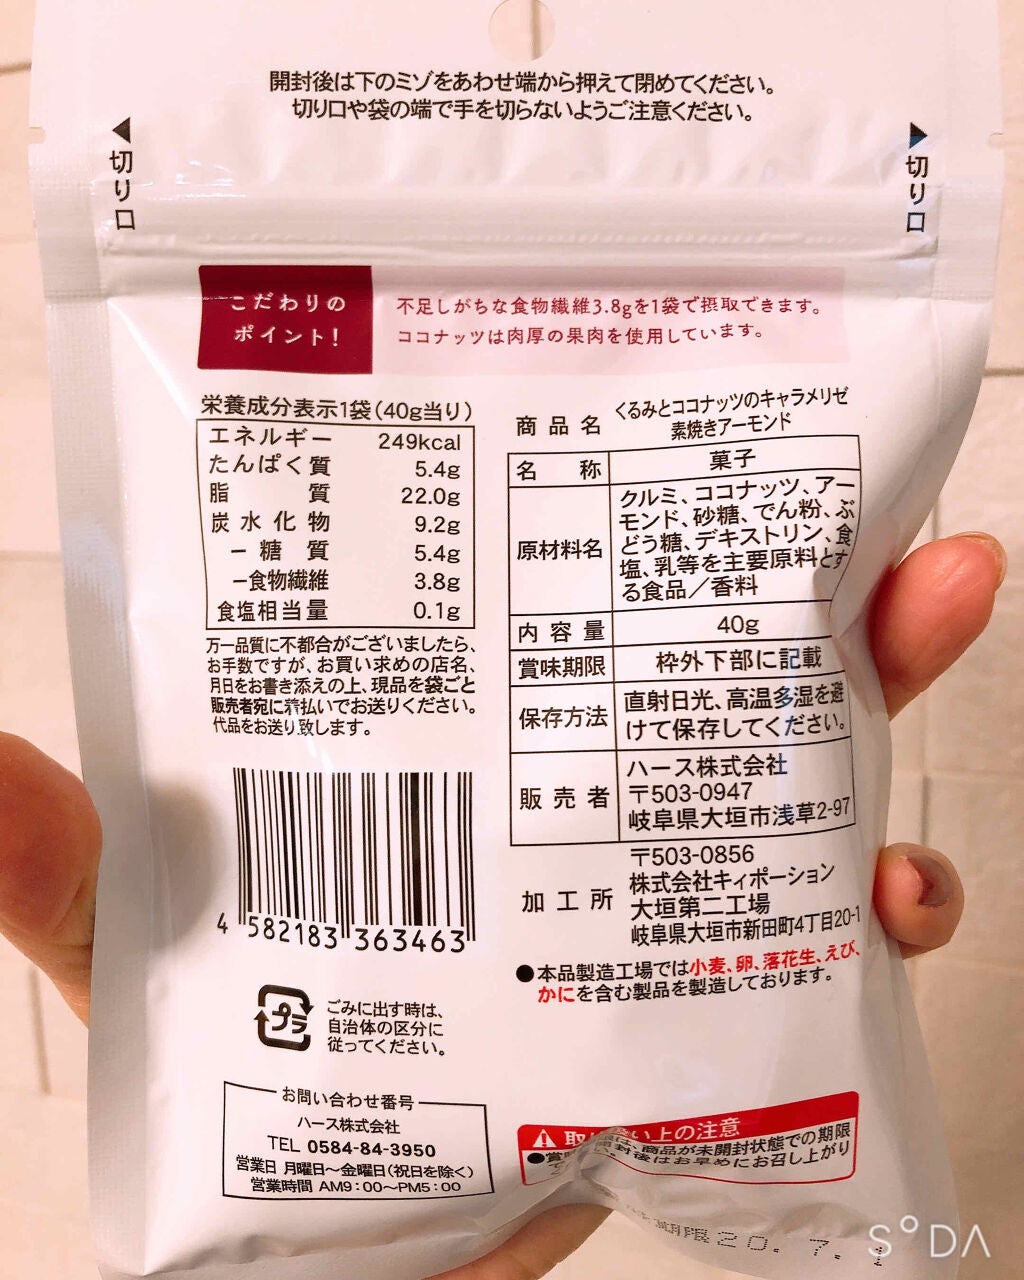 開封後は下のミゾをあわせ端から押えて閉めてください。
切り口や袋の端で手を切らないようご注意ください。
◀切り口
▶切り口
こだわりの
ポイント!
不足しがちな食物繊維3.8gを1袋で摂取できます。
ココナッツは肉厚の果肉を使用しています。
栄養成分表示1袋(40g当り)
エネルギー 249kcal
たんぱく質 5.4g
脂質 22.0g
炭水化物 9.2g
－糖質 5.4g
－食物繊維 3.8g
食塩相当量 0.1g
万一品質に不都合がございましたら、
お手数ですが、お買い求めの店名、
月日をお書き添えの上、現品を袋ごと
販売者宛に着払いでお送りください。
代品をお送り致します。
4 582183 363463
プラ
ごみに出す時は、
自治体の区分に
従ってください。
お問い合わせ番号
ハース株式会社
TEL 0584-84-3950
営業日 月曜日〜金曜日(祝日を除く)
営業時間 AM9:00〜PM5:00
商品名 くるみとココナッツのキャラメリゼ
素焼きアーモンド
名称 菓子
原材料名 クルミ、ココナッツ、アー
モンド、砂糖、でん粉、ぶ
どう糖、デキストリン、食
塩、乳等を主要原料とす
る食品／香料
内容量 40g
賞味期限 枠外下部に記載
保存方法 直射日光、高温多湿を避
けて保存してください。
販売者 ハース株式会社
〒503-0947
岐阜県大垣市浅草2-97
加工所 〒503-0856
株式会社キィポーション
大垣第二工場
岐阜県大垣市新田町4丁目20-1
●本品製造工場では小麦、卵、落花生、えび、
かにを含む製品を製造しております。
取り扱い上の注意
●賞味 限は、商品が未開封状態での期限
で 開封後はお早めにお召し上がり
期限 20. 7.
SODA